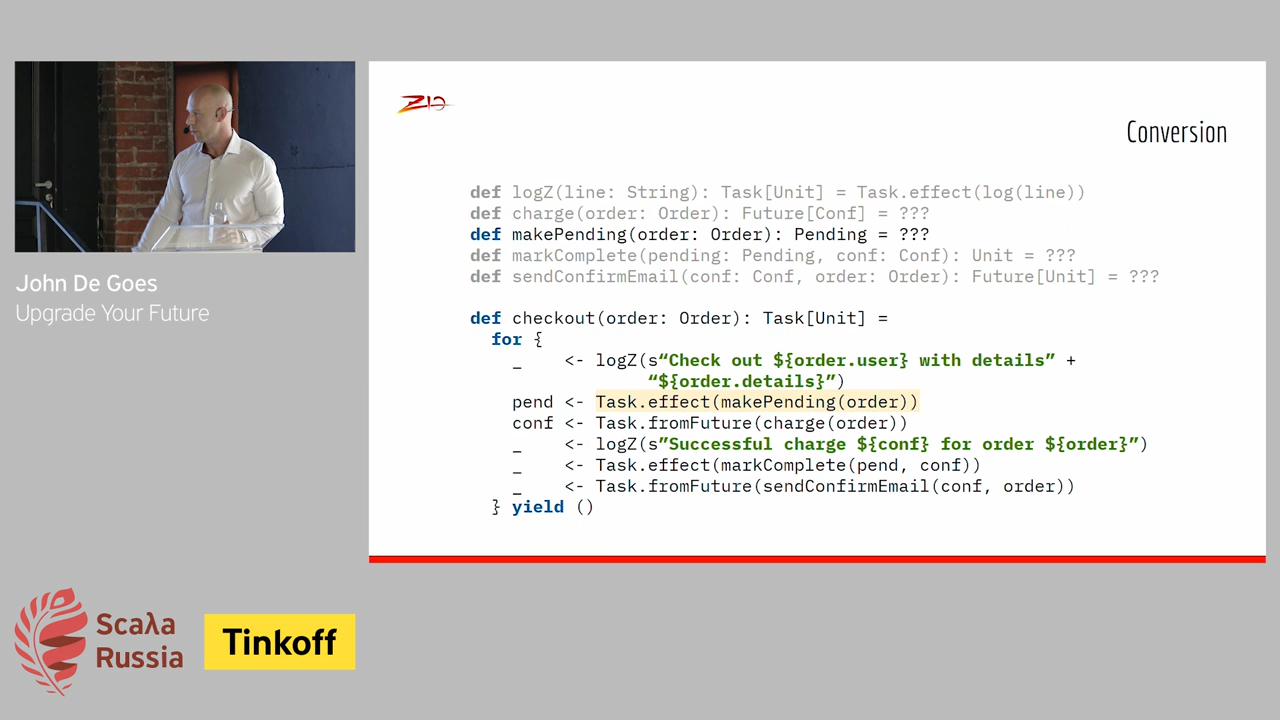 John De Goes
Upgrade Your Future
Scaλa
Russia
Tinkoff
ZIO
Conversion
def logZ(line: String): Task[Unit] = Task.effect(log(line))
def charge(order: Order): Future[Conf] = ???
def makePending(order: Order): Pending = ???
def markComplete(pending: Pending, conf: Conf): Unit = ???
def sendConfirmEmail(conf: Conf, order: Order): Future[Unit] = ???
def checkout(order: Order): Task[Unit] =
for {
_ <- logZ(s“Check out ${order.user} with details” +
“${order.details}”)
pend <- Task.effect(makePending(order))
conf <- Task.fromFuture(charge(order))
_ <- logZ(s”Successful charge ${conf} for order ${order}”)
_ <- Task.effect(markComplete(pend, conf))
_ <- Task.fromFuture(sendConfirmEmail(conf, order))
} yield ()